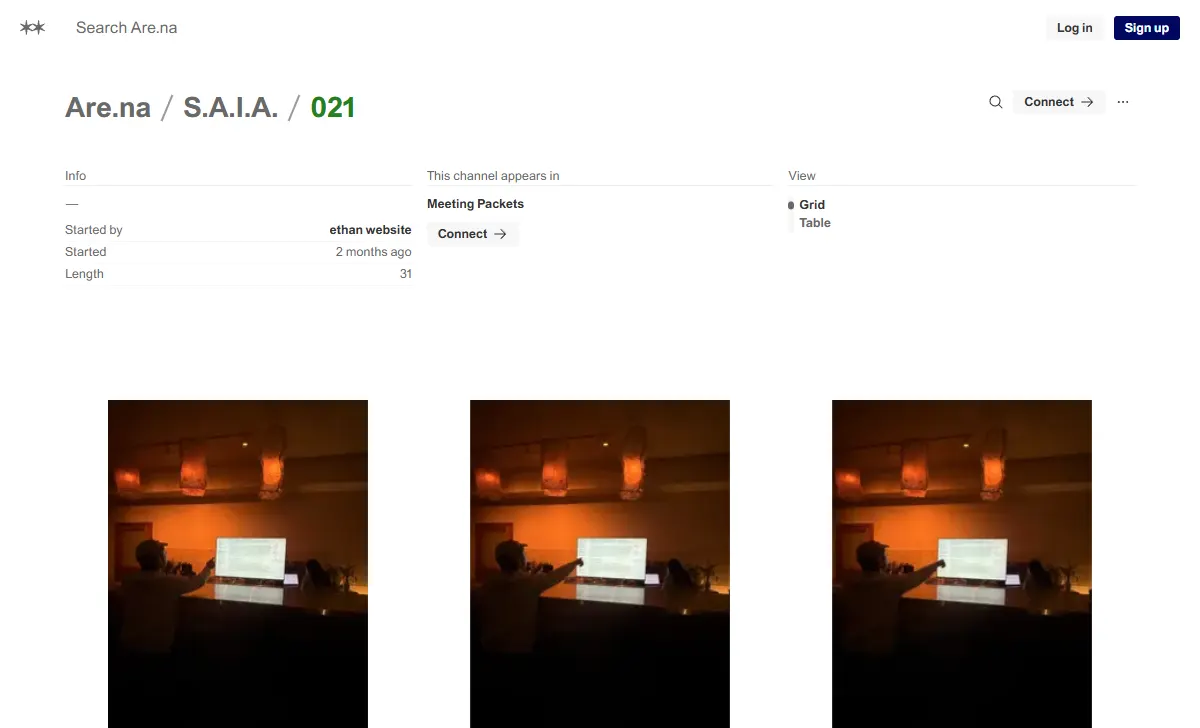 Search Are.na
Log in
Sign up
Are.na / S.A.I.A. / 021
Connect →
···
Info
—
Started by ethan website
Started 2 months ago
Length 31
This channel appears in
Meeting Packets
Connect →
View
Grid
Table